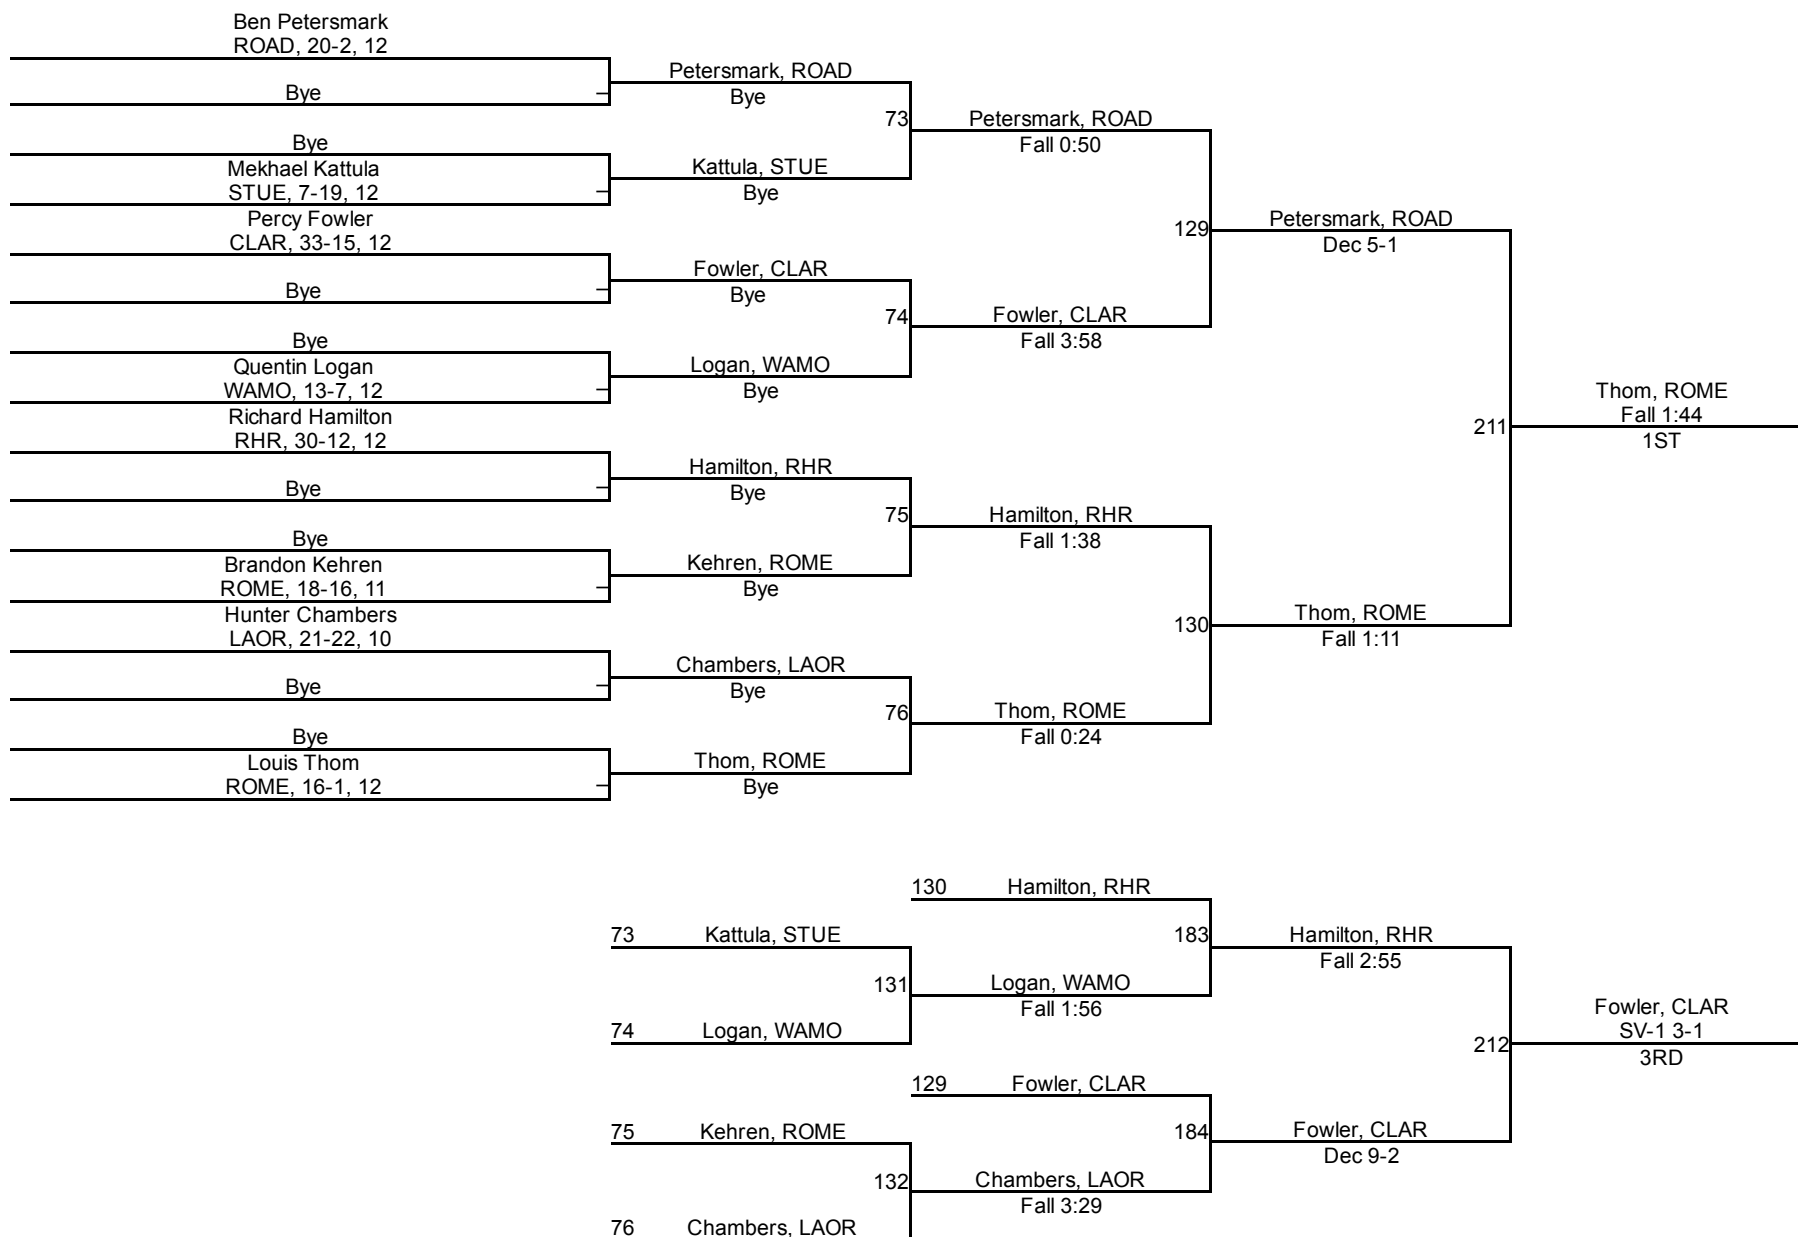 Ben Petersmark
ROAD, 20-2, 12
Bye
Bye
Mekhael Kattula
STUE, 7-19, 12
Percy Fowler
CLAR, 33-15, 12
Bye
Bye
Quentin Logan
WAMO, 13-7, 12
Richard Hamilton
RHR, 30-12, 12
Bye
Bye
Brandon Kehren
ROME, 18-16, 11
Hunter Chambers
LAOR, 21-22, 10
Bye
Bye
Louis Thom
ROME, 16-1, 12
Petersmark, ROAD
Bye
73
Kattula, STUE
Bye
Fowler, CLAR
Bye
74
Logan, WAMO
Bye
Hamilton, RHR
Bye
75
Kehren, ROME
Bye
Chambers, LAOR
Bye
76
Thom, ROME
Bye
Petersmark, ROAD
Fall 0:50
129
Fowler, CLAR
Fall 3:58
Hamilton, RHR
Fall 1:38
130
Thom, ROME
Fall 0:24
Petersmark, ROAD
Dec 5-1
211
Thom, ROME
Fall 1:11
Thom, ROME
Fall 1:44
1ST
73 Kattula, STUE
131
74 Logan, WAMO
75 Kehren, ROME
132
76 Chambers, LAOR
130 Hamilton, RHR
183
Logan, WAMO
Fall 1:56
129 Fowler, CLAR
184
Chambers, LAOR
Fall 3:29
Hamilton, RHR
Fall 2:55
212
Fowler, CLAR
Dec 9-2
Fowler, CLAR
SV-1 3-1
3RD